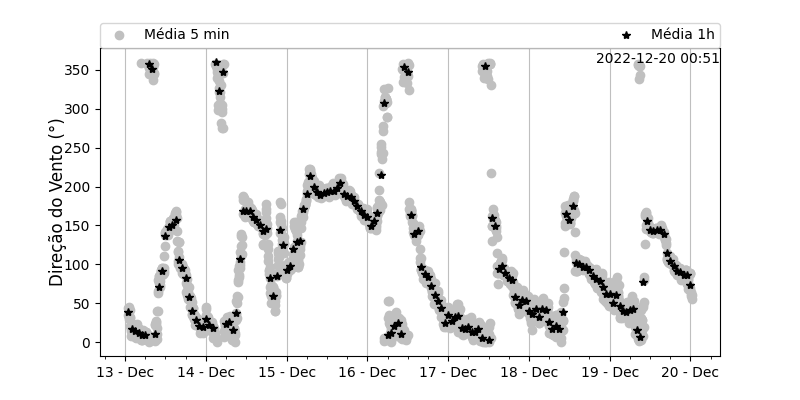 Média 5 min
Média 1h
2022-12-20 00:51
Direção do Vento (°)
350
300
250
200
150
100
50
0
13 - Dec
14 - Dec
15 - Dec
16 - Dec
17 - Dec
18 - Dec
19 - Dec
20 - Dec